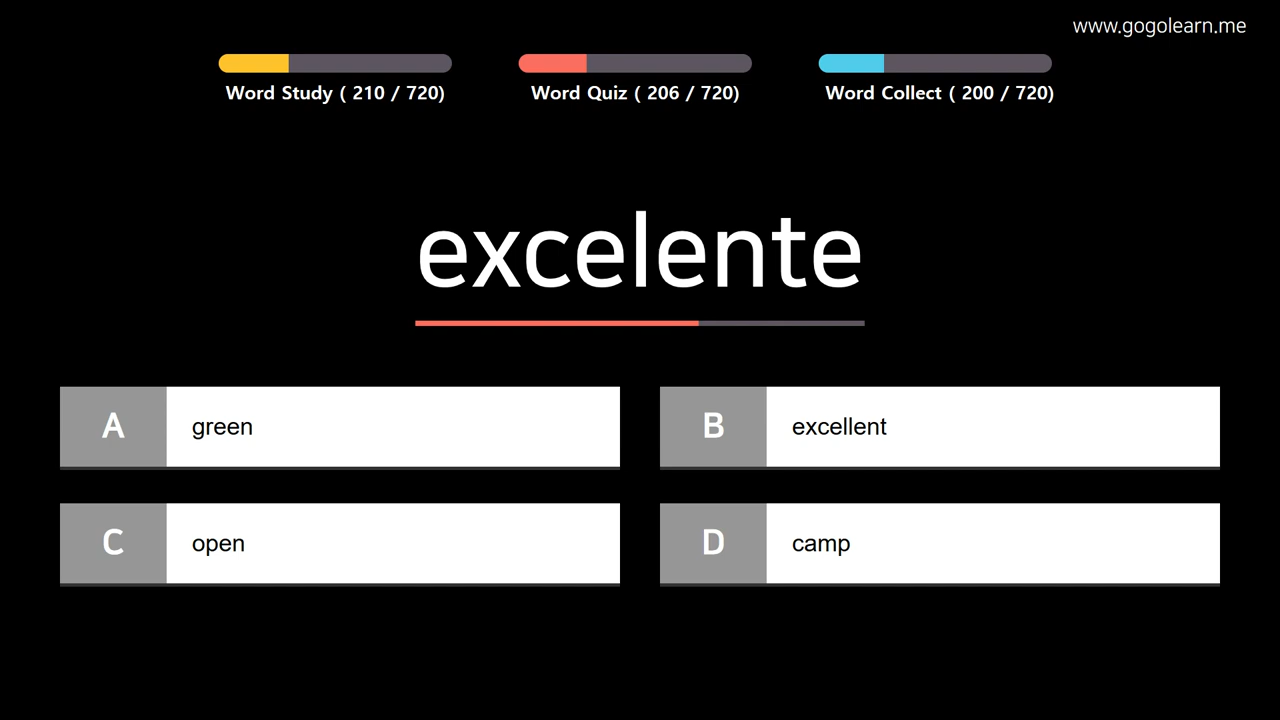 www.gogolearn.me
Word Study ( 210 / 720)
Word Quiz ( 206 / 720)
Word Collect ( 200 / 720)
excelente
A green
B excellent
C open
D camp